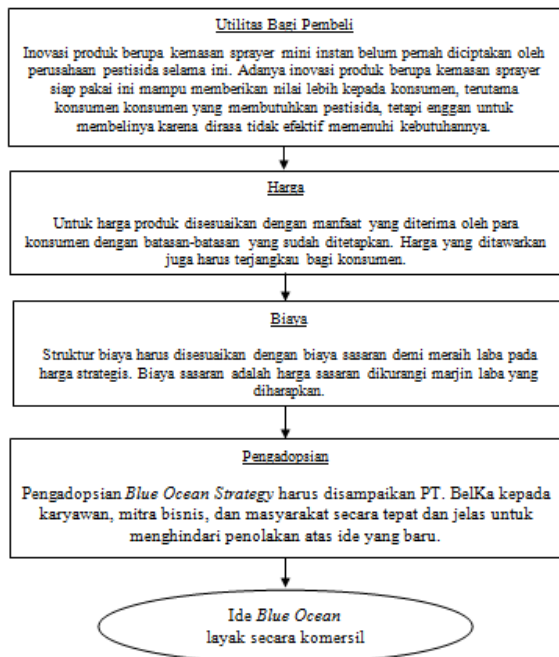 Utilitas Bagi Pembeli
Inovasi produk berupa kemasan sprayer mini instan belum pernah diciptakan oleh
perusahaan pestisida selama ini. Adanya inovasi produk berupa kemasan sprayer
siap pakai ini mampu memberikan nilai lebih kepada konsumen, terutama
konsumen konsumen yang membutuhkan pestisida, tetapi enggan untuk
membelinya karena dirasa tidak efektif memenuhi kebutuhannya.
Harga
Untuk harga produk disesuaikan dengan manfaat yang diterima oleh para
konsumen dengan batasan-batasan yang sudah ditetapkan. Harga yang ditawarkan
juga harus terjangkau bagi konsumen.
Biaya
Struktur biaya harus disesuaikan dengan biaya sasaran demi meraih laba pada
harga strategis. Biaya sasaran adalah harga sasaran dikurangi marjin laba yang
diharapkan.
Pengadopsian
Pengadopsian Blue Ocean Strategy harus disampaikan PT. BelKa kepada
karyawan, mitra bisnis, dan masyarakat secara tepat dan jelas untuk
menghindari penolakan atas ide yang baru.
Ide Blue Ocean
layak secara komersil